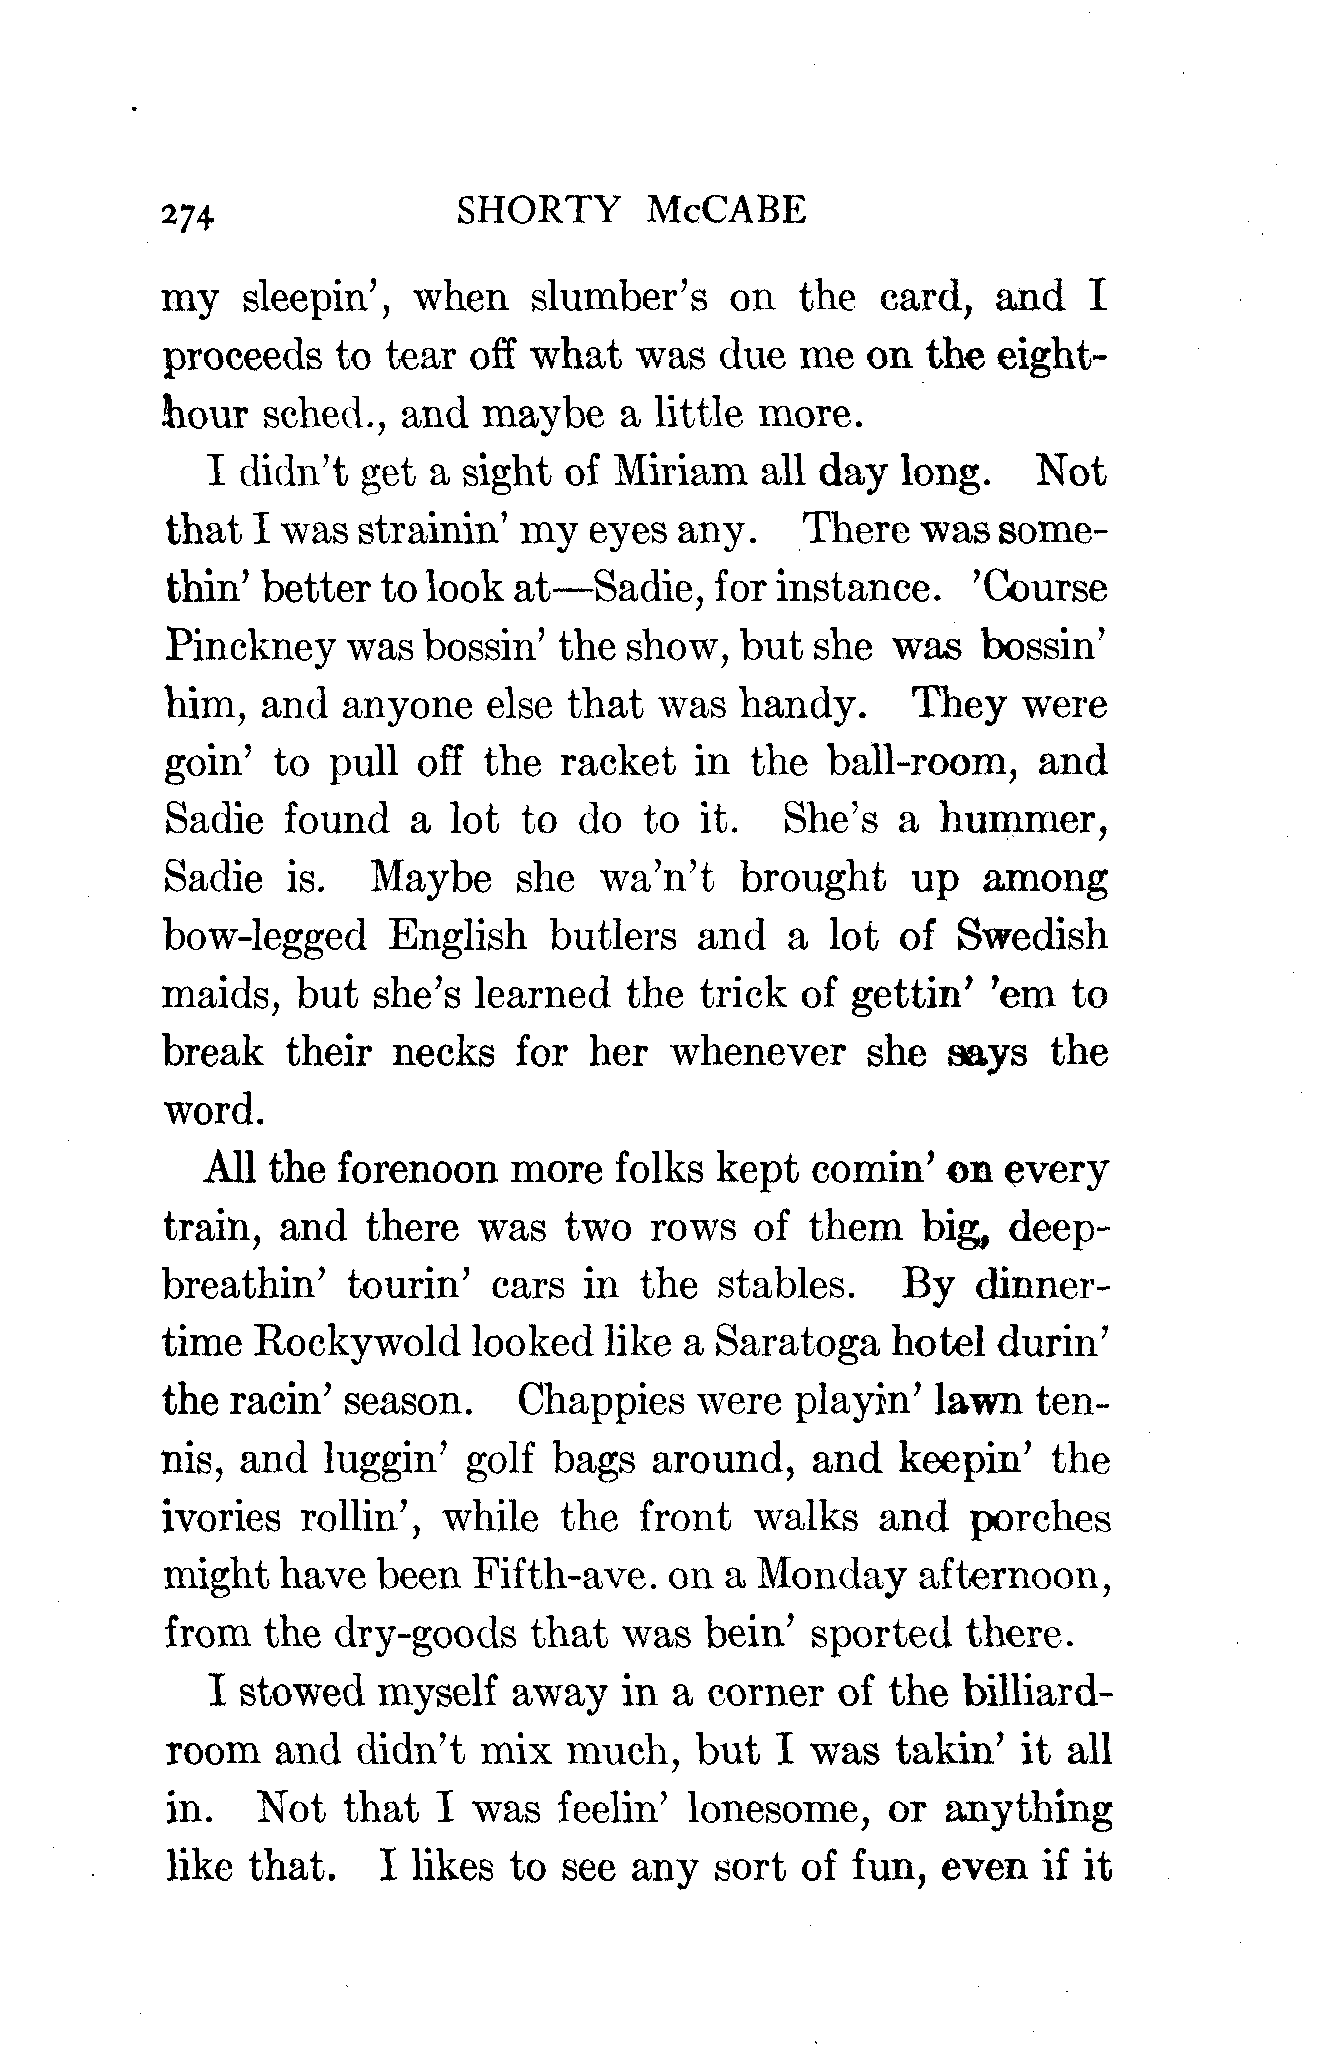 274 SHORTY McCABE
my sleepin', when slumber's on the card, and I
proceeds to tear off what was due me on the eight-
hour sched., and maybe a little more.
I didn't get a sight of Miriam all day long. Not
that I was strainin' my eyes any. There was some-
thin' better to look at—Sadie, for instance. 'Course
Pinckney was bossin' the show, but she was bossin'
him, and anyone else that was handy. They were
goin' to pull off the racket in the ball-room, and
Sadie found a lot to do to it. She's a hummer,
Sadie is. Maybe she wa'n't brought up among
bow-legged English butlers and a lot of Swedish
maids, but she's learned the trick of gettin' 'em to
break their necks for her whenever she says the
word.
All the forenoon more folks kept comin' on every
train, and there was two rows of them big, deep-
breathin' tourin' cars in the stables. By dinner-
time Rockywold looked like a Saratoga hotel durin'
the racin' season. Chappies were playin' lawn ten-
nis, and luggin' golf bags around, and keepin' the
ivories rollin', while the front walks and porches
might have been Fifth-ave. on a Monday afternoon,
from the dry-goods that was bein' sported there.
I stowed myself away in a corner of the billiard-
room and didn't mix much, but I was takin' it all
in. Not that I was feelin' lonesome, or anything
like that. I likes to see any sort of fun, even if it